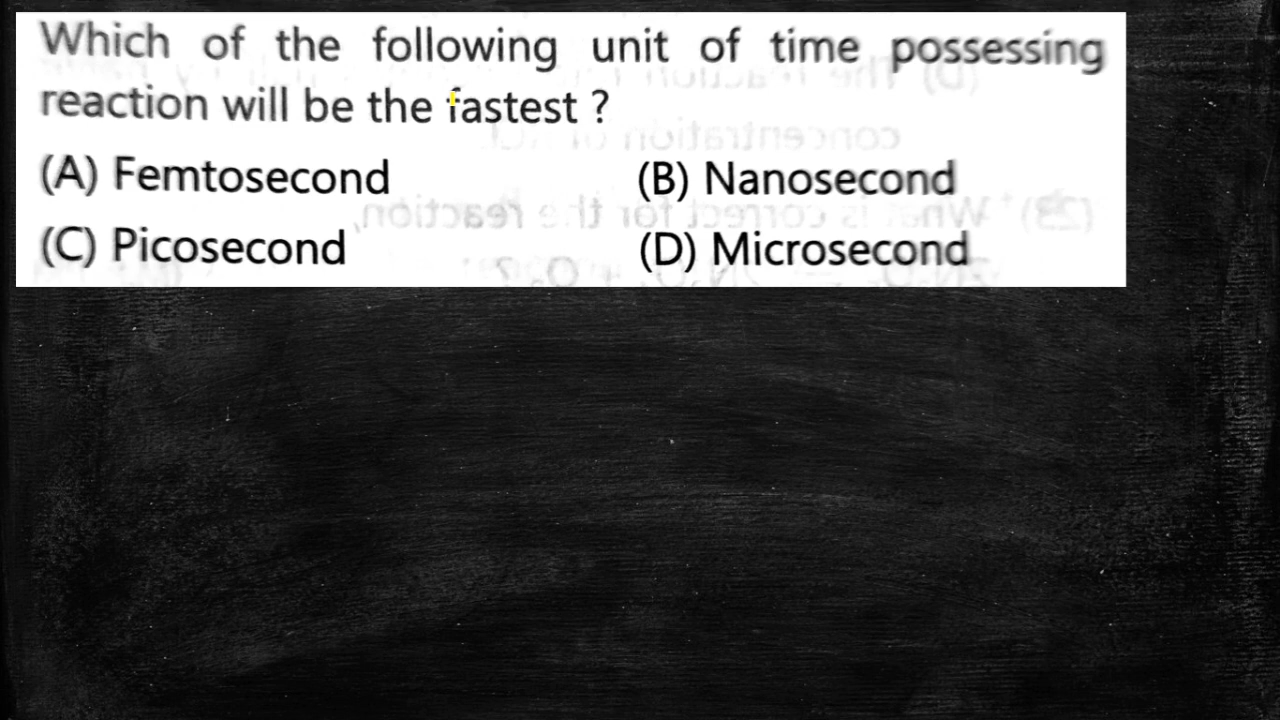 Which of the following unit of time possessing
reaction will be the fastest ?
(A) Femtosecond (B) Nanosecond
(C) Picosecond (D) Microsecond